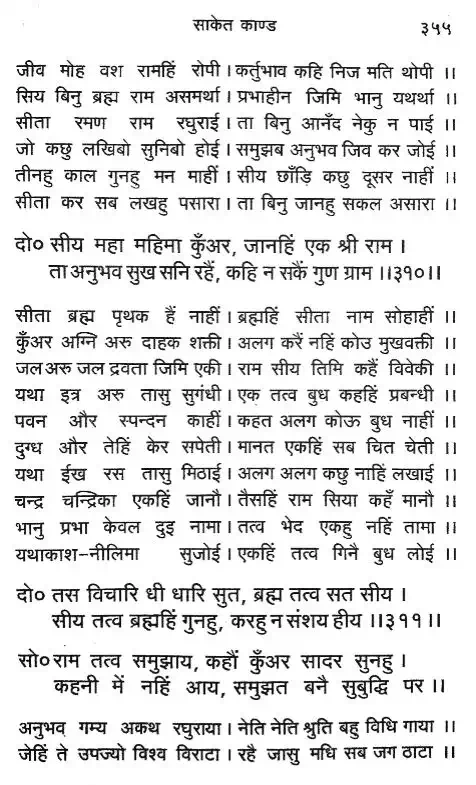 साकेत काण्ड ३५५
जीव मोह वश रामहिं रोपी । कर्तुभाव कहि निज मति थोपी ।।
सिय बिनु ब्रह्म राम असमर्था । प्रभाहीन जिमि भानु यथर्था ।।
सीता रमण राम रघुराई । ता बिनु आनँद नेकु न पाई ।।
जो कछु लखिबो सुनिबो होई । समुझब अनुभव जिव कर जोई ।।
तीनहु काल गुनहु मन माहीं । सीय छाँड़ि कछु दूसर नाहीं ।।
सीता कर सब लखहु पसारा । ता बिनु जानहु सकल असारा ।।
दो० सीय महा महिमा कुँअर, जानहिं एक श्री राम ।
ता अनुभव सुख सनि रहैं, कहि न सकैं गुण ग्राम ।।३१०।।
सीता ब्रह्म पृथक हैं नाहीं । ब्रह्महिं सीता नाम सोहाहीं ।।
कुँअर अग्नि अरु दाहक शक्ती । अलग करैं नहिं कोउ मुखवक्ती ।।
जल अरु जल द्रवता जिमि एकी । राम सीय तिमि कहैं विवेकी ।।
यथा इत्र अरु तासु सुगंधी । एक तत्व बुध कहहिं प्रबन्धी ।।
पवन और स्पन्दन काहीं । कहत अलग कोऊ बुध नाहीं ।।
दुग्ध और तेहिं केर सपेती । मानत एकहिं सब चित चेती ।।
यथा ईख रस तासु मिठाई । अलग अलग कछु नाहिं लखाई ।।
चन्द्र चन्द्रिका एकहिं जानौ । तैसहिं राम सिया कहँ मानौ ।।
भानु प्रभा केवल दुइ नामा । तत्व भेद एकहु नहिं तामा ।।
यथाकाश-नीलिमा सुजोई । एकहिं तत्व गिनै बुध लोई ।।
दो० तस विचारि धी धारि सुत, ब्रह्म तत्व सत सीय ।
सीय तत्व ब्रह्महिं गुनहु, करहु न संशय हीय ।।३११।।
सो० राम तत्व समुझाय, कहौं कुँअर सादर सुनहु ।
कहनी में नहिं आय, समुझत बनै सुबुद्धि पर ।।
अनुभव गम्य अकथ रघुराया । नेति नेति श्रुति बहु विधि गाया ।।
जेहिं ते उपज्यो विश्व विराटा । रहै जासु मधि सब जग ठाटा ।।